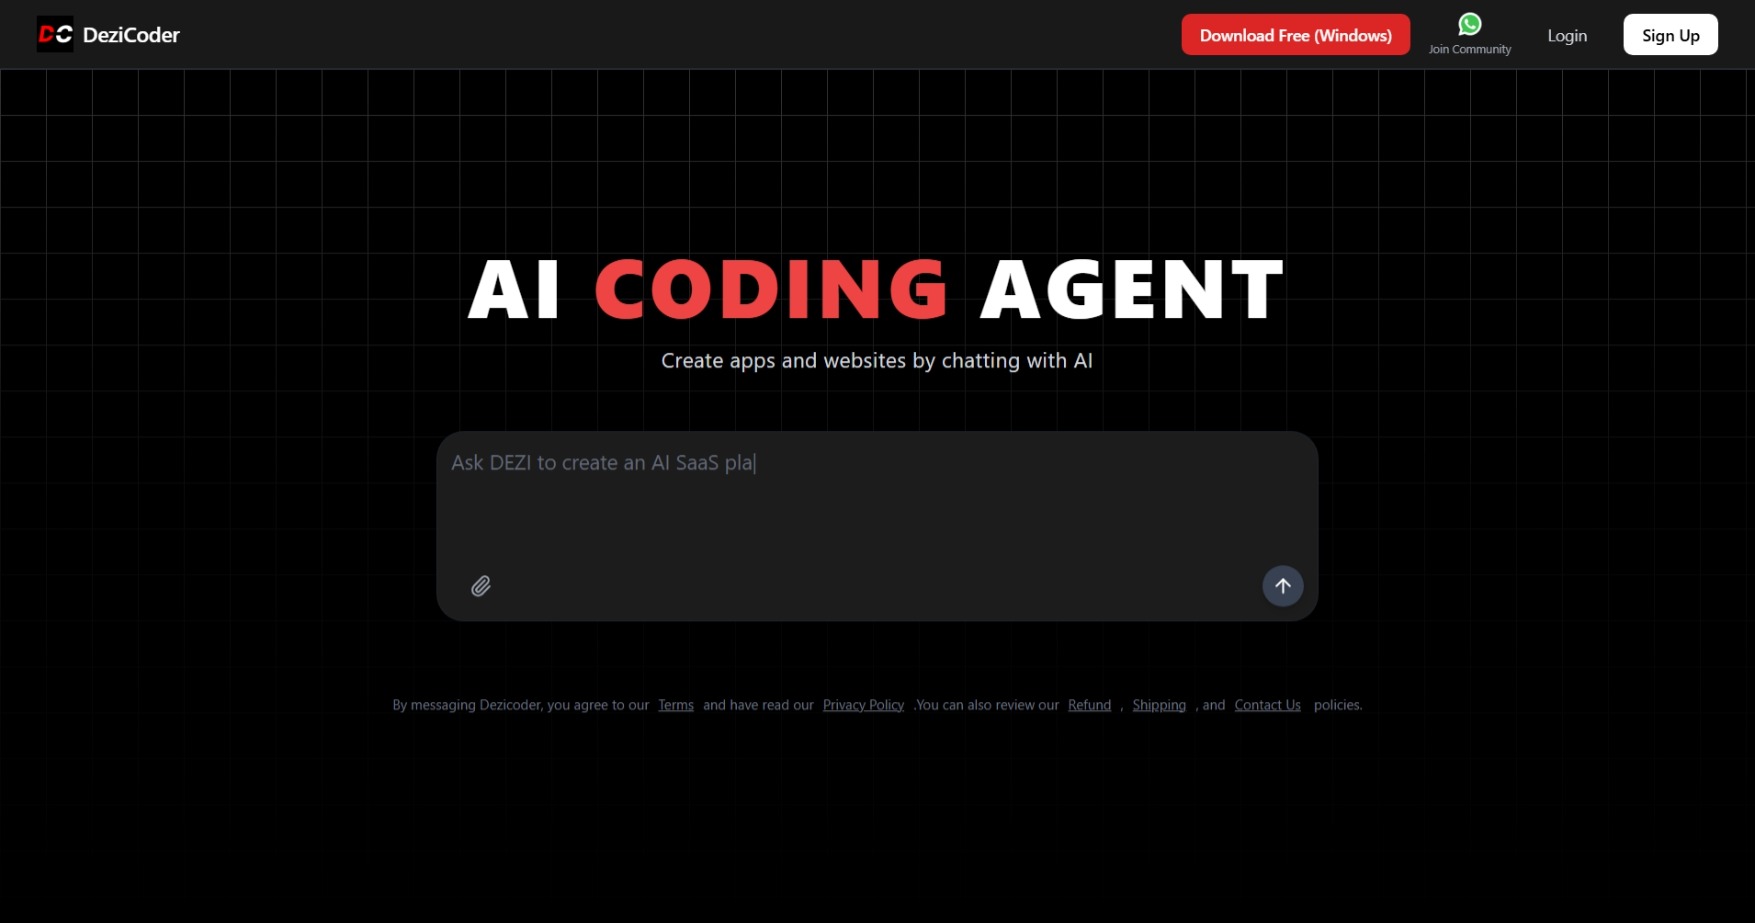 DC DeziCoder
Download Free (Windows)
Join Community
Login
Sign Up
AI CODING AGENT
Create apps and websites by chatting with AI
Ask DEZI to create an AI SaaS pla
By messaging Dezicoder, you agree to our Terms and have read our Privacy Policy .You can also review our Refund , Shipping , and Contact Us policies.